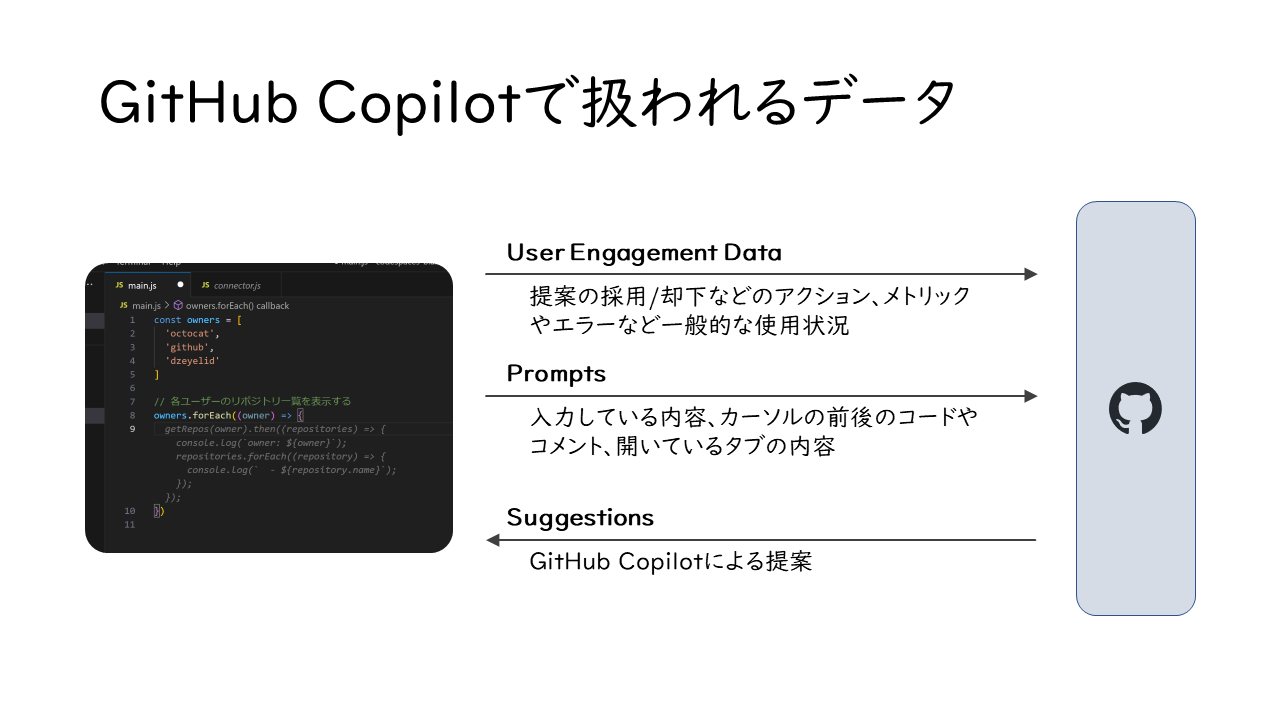 GitHub Copilotで扱われるデータ
User Engagement Data
提案の採用/却下などのアクション、メトリック
やエラーなど一般的な使用状況
Prompts
入力している内容、カーソルの前後のコードや
コメント、開いているタブの内容
Suggestions
GitHub Copilotによる提案
JS main.js
JS connector.js
JS main.js > owners.forEach() callback
1 const owners = [
2 'octocat',
3 'github',
4 'dzeyelid'
5 ]
6
7 // 各ユーザーのリポジトリ一覧を表示する
8 owners.forEach((owner) => {
9 getRepos(owner).then((repositories) => {
console.log(`owner: ${owner}`);
repositories.forEach((repository) => {
console.log(`  - ${repository.name}`);
});
});
10 })
11